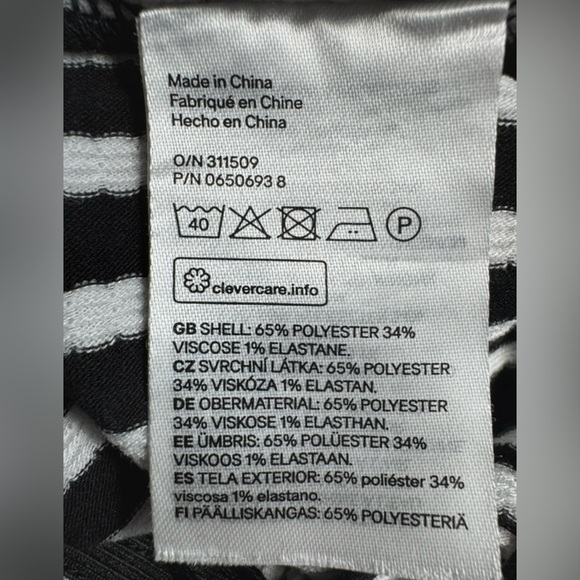 Made in China
Fabriqué en Chine
Hecho en China
O/N 311509
P/N 0650693 8
40 P
clevercare.info
GB SHELL: 65% POLYESTER 34%
VISCOSE 1% ELASTANE.
CZ SVRCHNÍ LÁTKA: 65% POLYESTER
34% VISKÓZA 1% ELASTAN.
DE OBERMATERIAL: 65% POLYESTER
34% VISKOSE 1% ELASTHAN.
EE ÜMBRIS: 65% POLÜESTER 34%
VISKOOS 1% ELASTAAN.
ES TELA EXTERIOR: 65% poliéster 34%
viscosa 1% elastano.
FI PÄÄLLISKANGAS: 65% POLYESTERIÄ